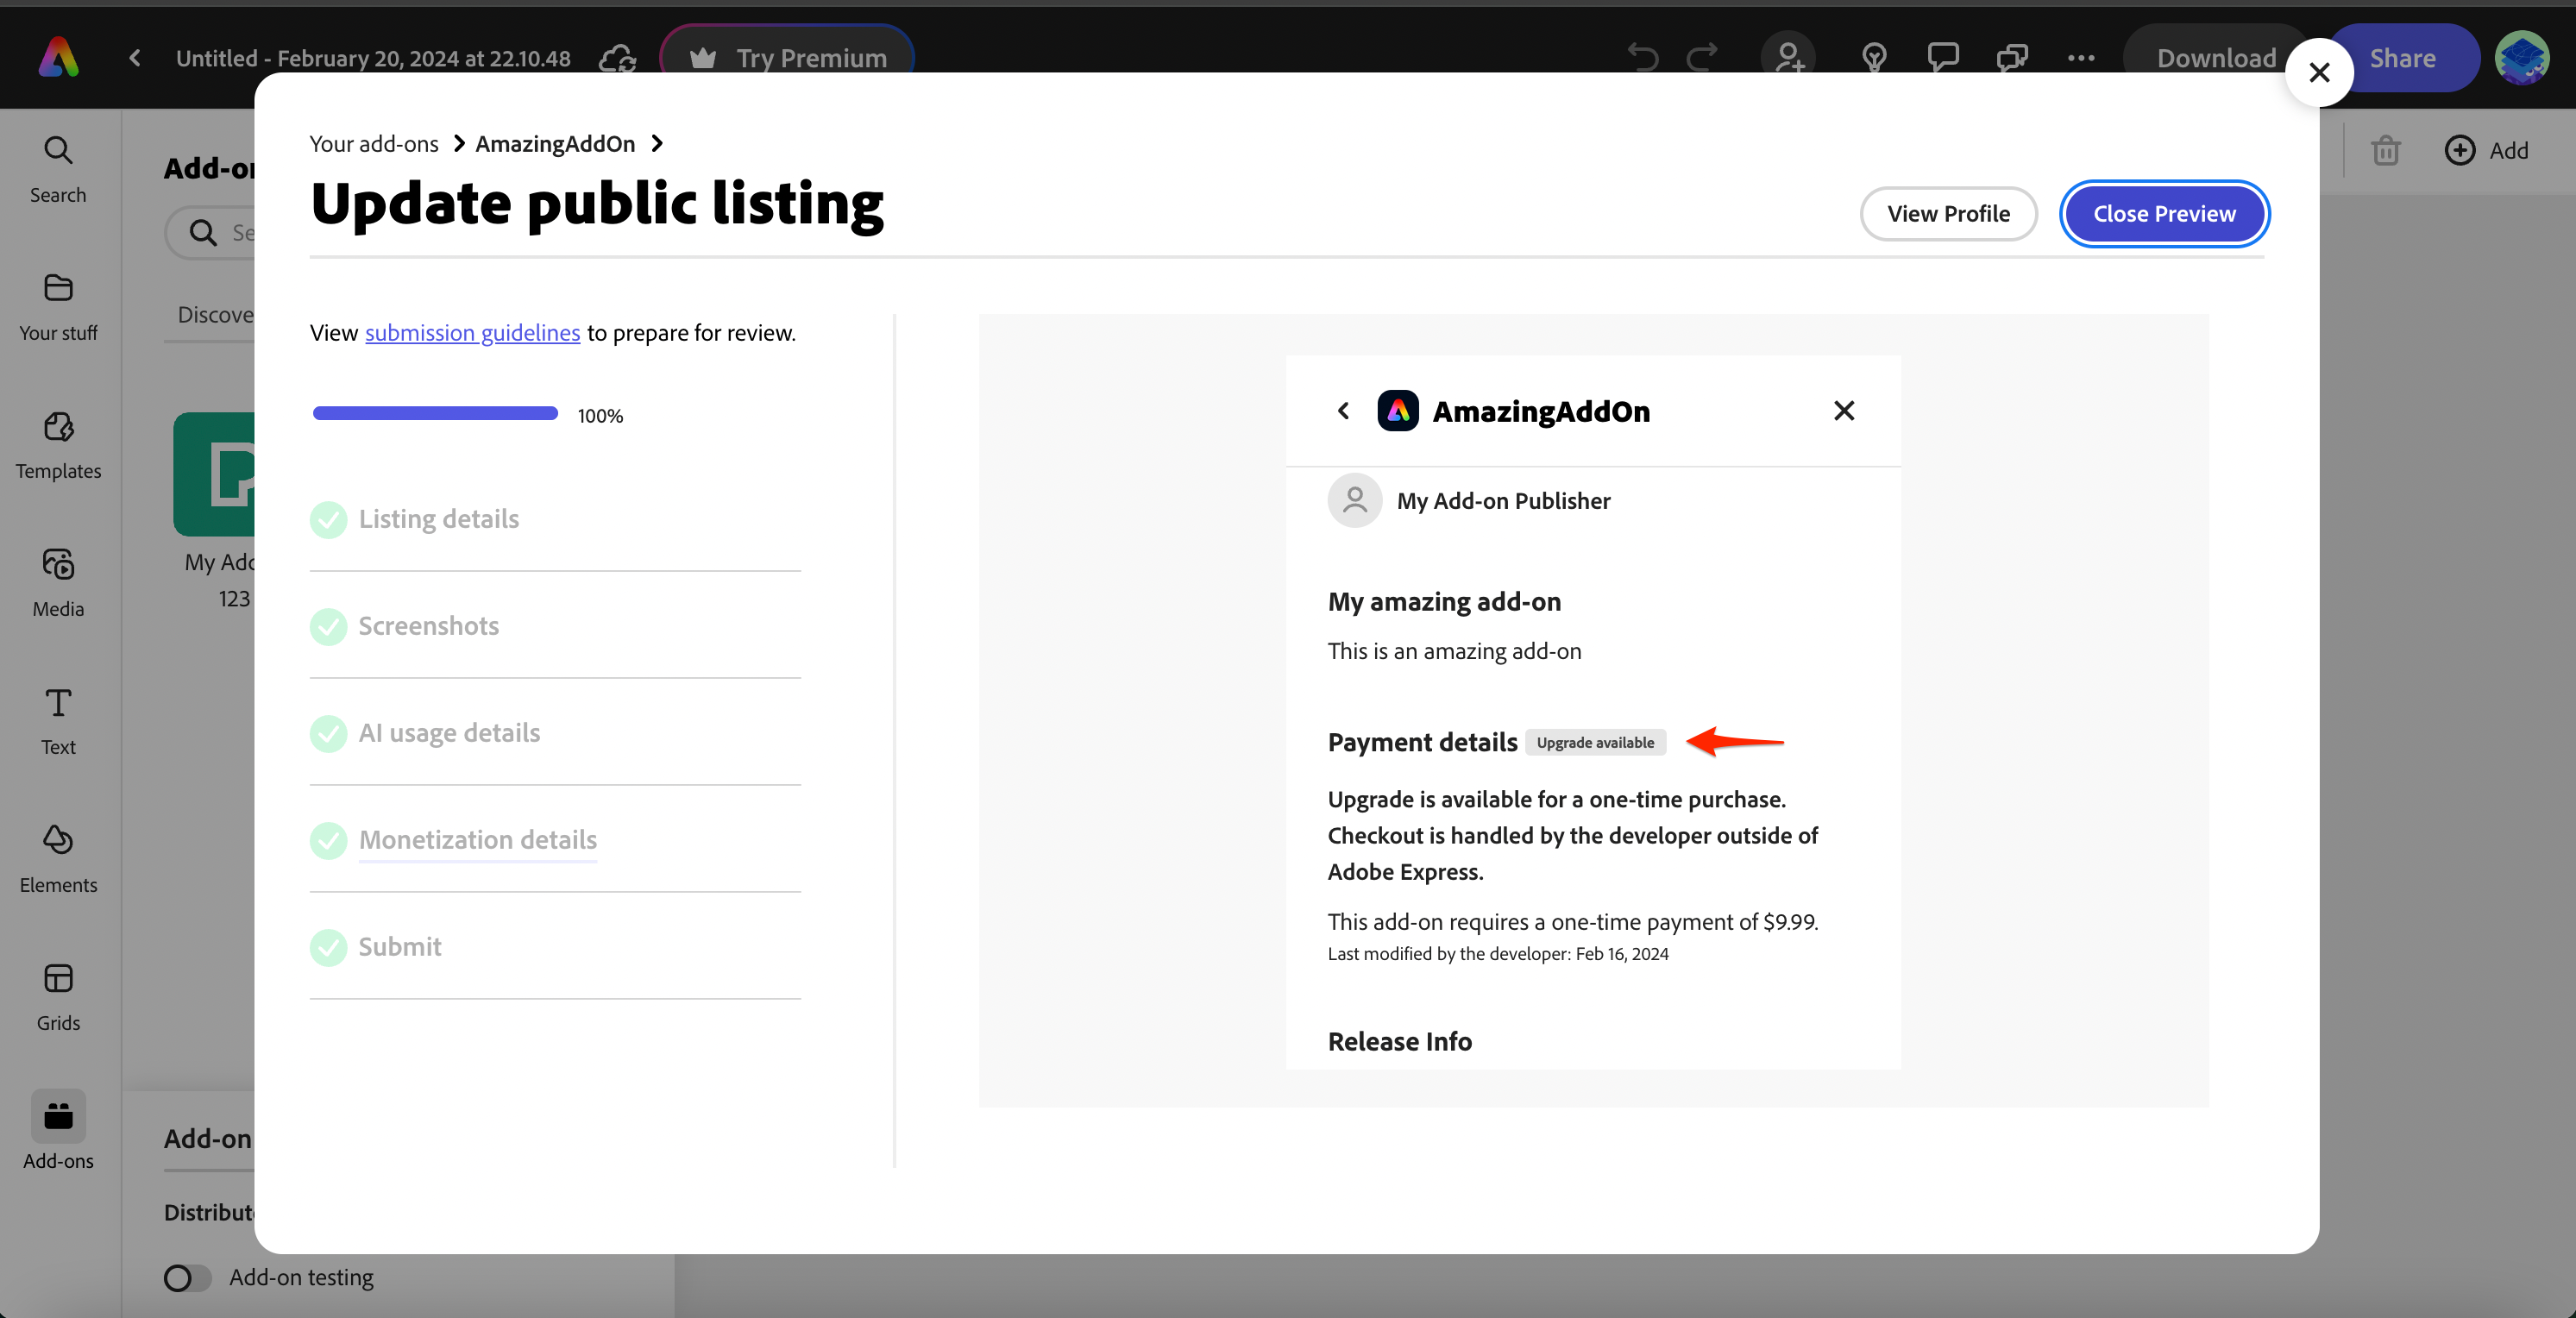 Untitled - February 20, 2024 at 22.10.48
Try Premium
Download
Share
Search
Your stuff
Templates
Media
Text
Elements
Grids
Add-ons
Discove
My Add
123
Add-on
Add-on testing
Add
Your add-ons > AmazingAddOn >
Update public listing
View Profile
Close Preview
View submission guidelines to prepare for review.
100%
Listing details
Screenshots
AI usage details
Monetization details
Submit
AmazingAddOn
My Add-on Publisher
My amazing add-on
This is an amazing add-on
Payment details Upgrade available
Upgrade is available for a one-time purchase.
Checkout is handled by the developer outside of
Adobe Express.
This add-on requires a one-time payment of $9.99.
Last modified by the developer: Feb 16, 2024
Release Info